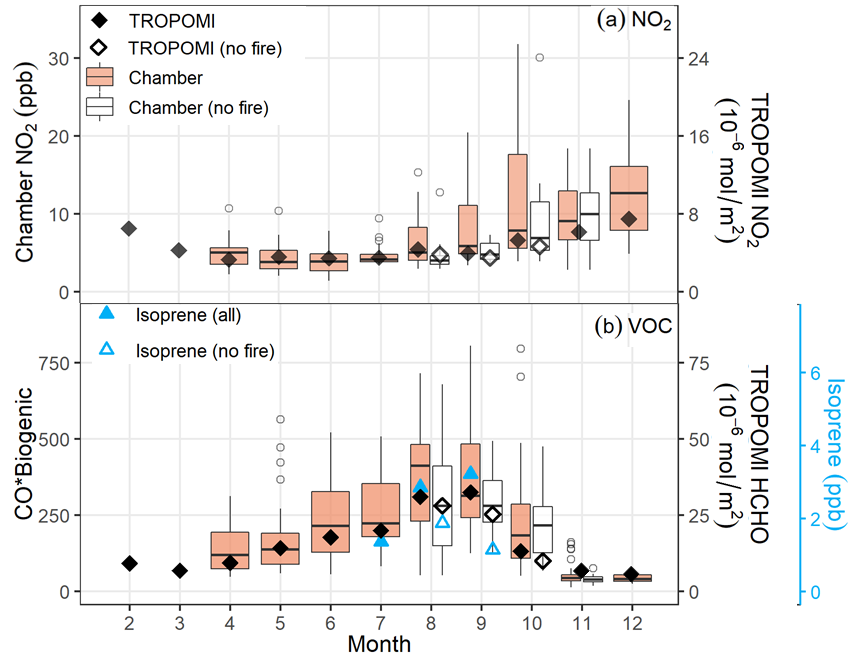 (a) NO₂
TROPOMI
TROPOMI (no fire)
Chamber
Chamber (no fire)
Chamber NO₂ (ppb)
30
20
10
0
24
16
8
0
TROPOMI NO₂
(10⁻⁶ mol/m²)
(b) VOC
Isoprene (all)
Isoprene (no fire)
CO*Biogenic
750
500
250
0
75
50
25
0
TROPOMI HCHO
(10⁻⁶ mol/m²)
6
4
2
0
Isoprene (ppb)
2 3 4 5 6 7 8 9 10 11 12
Month